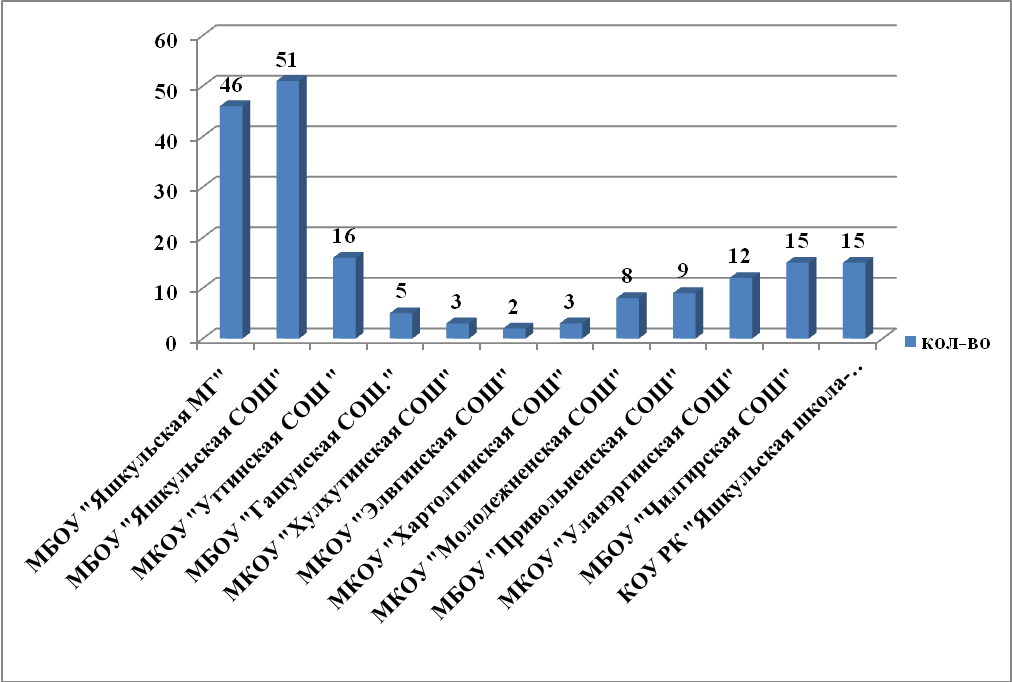 60
50
40
30
20
10
0
46
51
16
5
3
2
3
8
9
12
15
15
МБОУ "Яшкульская МГ"
МБОУ "Яшкульская СОШ"
МКОУ "Уттинская СОШ "
МБОУ "Гашунская СОШ."
МКОУ "Хулхутинская СОШ"
МКОУ "Элвгинская СОШ"
МКОУ "Хартолгинская СОШ"
МКОУ "Молодежненская СОШ"
МБОУ "Привольненская СОШ"
МКОУ "Уланэргинская СОШ"
МБОУ "Чилгирская СОШ"
КОУ РК "Яшкульская школа-..
кол-во